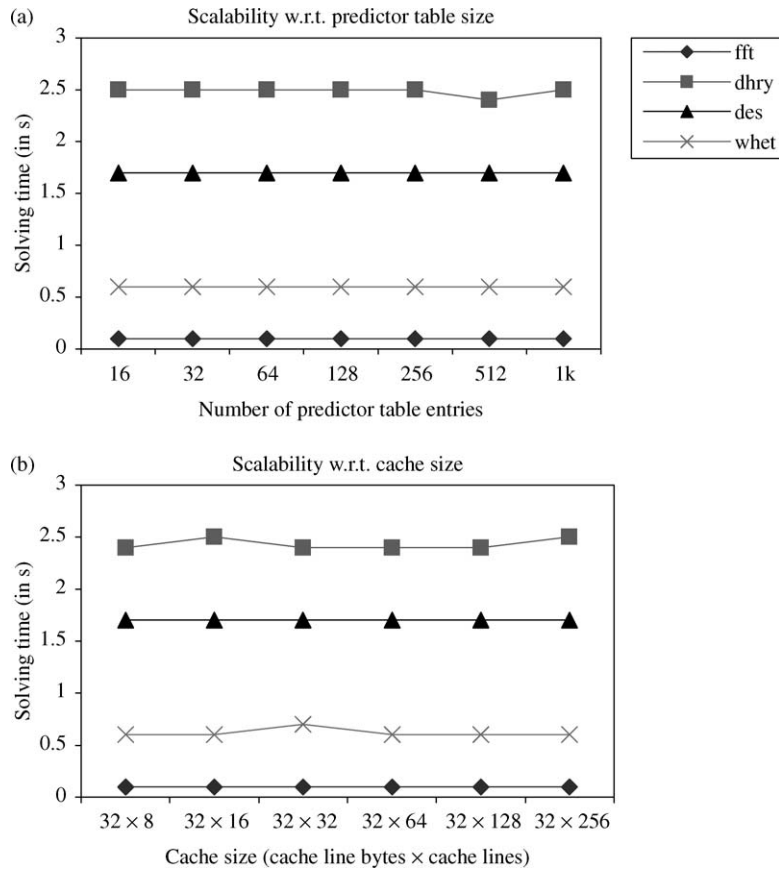 (a) Scalability w.r.t. predictor table size
3
2.5
2
1.5
1
0.5
0
Solving time (in s)
16 32 64 128 256 512 1k
Number of predictor table entries
fft
dhry
des
whet
(b) Scalability w.r.t. cache size
3
2.5
2
1.5
1
0.5
0
Solving time (in s)
32 × 8 32 × 16 32 × 32 32 × 64 32 × 128 32 × 256
Cache size (cache line bytes × cache lines)